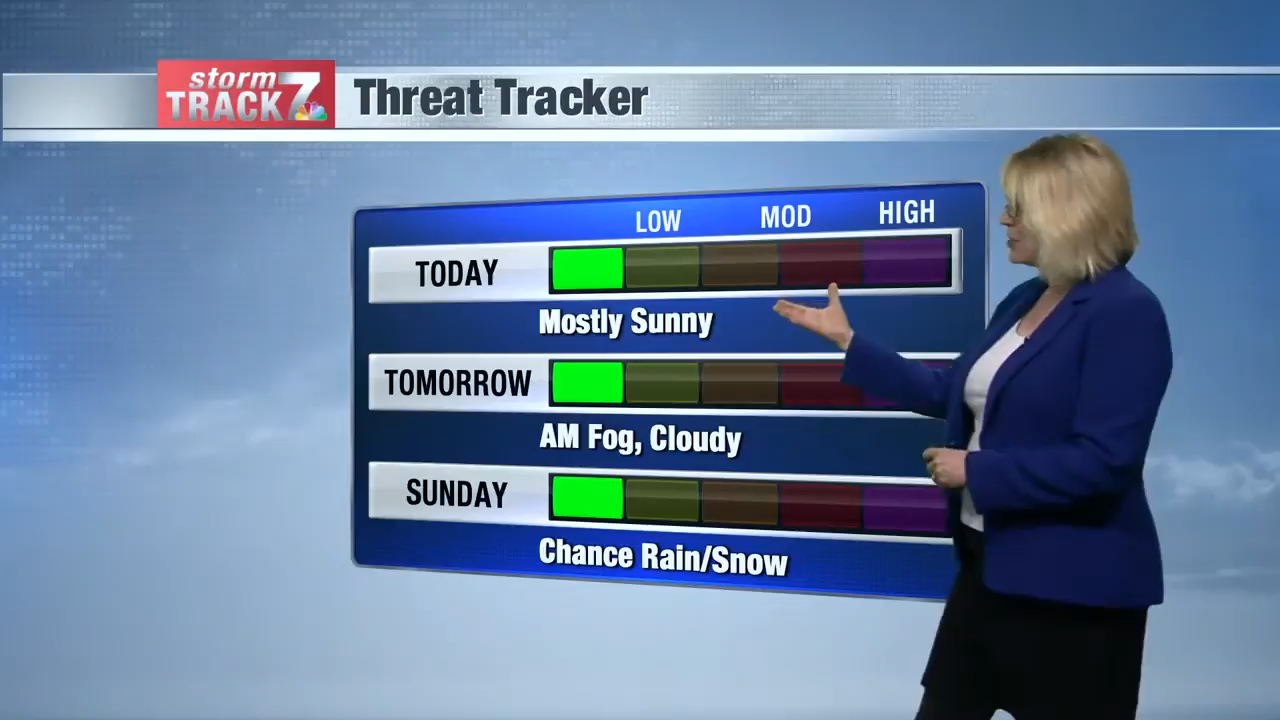 storm
TRACK 7
Threat Tracker
LOW MOD HIGH
TODAY
Mostly Sunny
TOMORROW
AM Fog, Cloudy
SUNDAY
Chance Rain/Snow